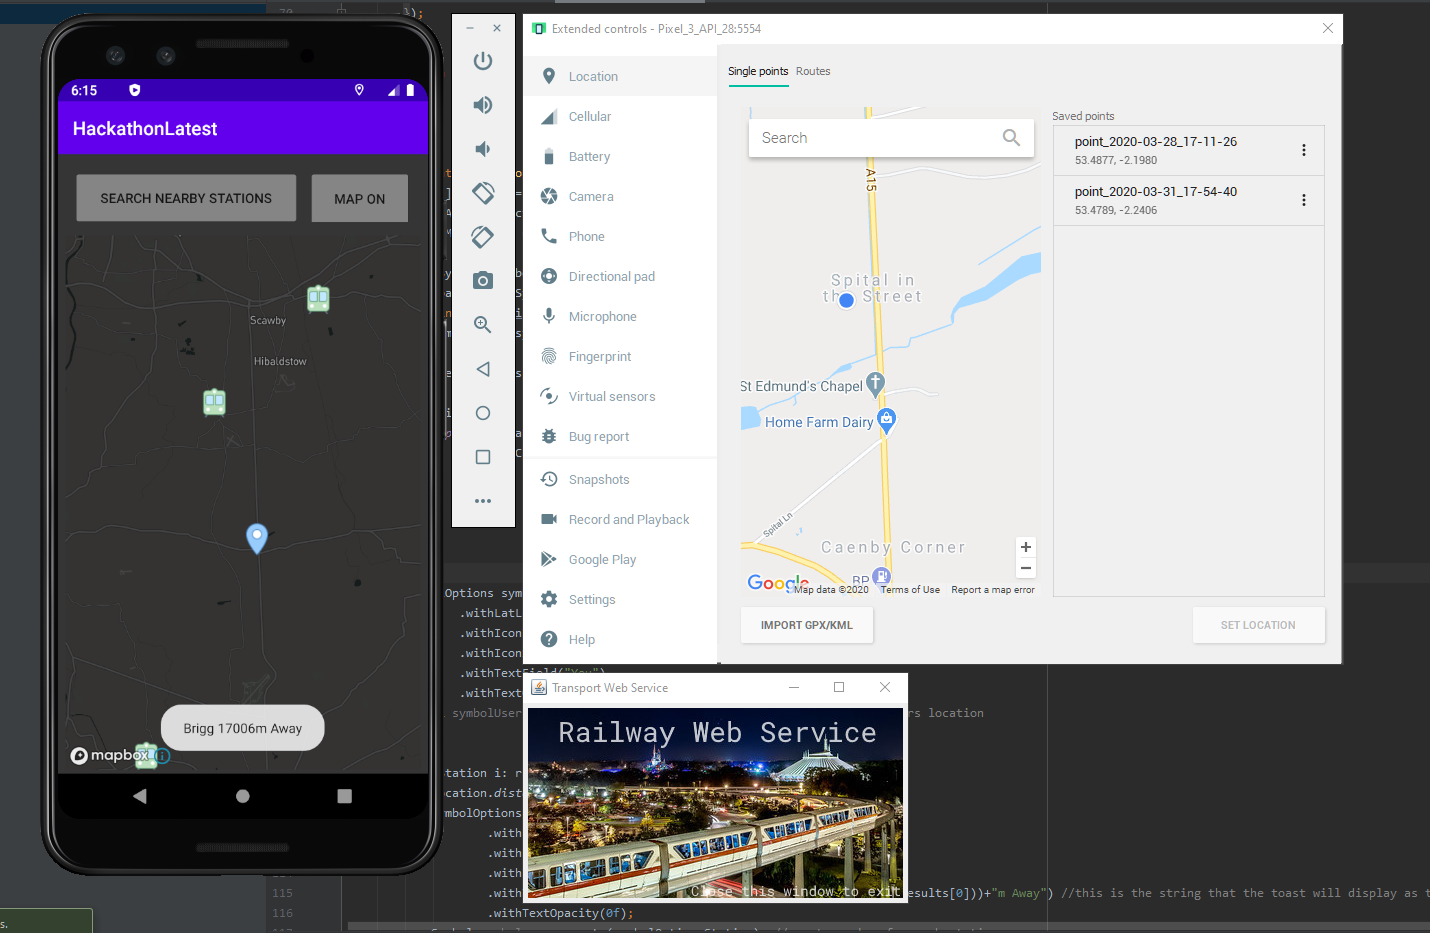 6:15
HackathonLatest
SEARCH NEARBY STATIONS
MAP ON
Scawby
Hibaldstow
Brigg 17006m Away
mapbox
Extended controls - Pixel_3_API_28:5554
Location
Cellular
Battery
Camera
Phone
Directional pad
Microphone
Fingerprint
Virtual sensors
Bug report
Snapshots
Record and Playback
Google Play
Settings
Help
Single points
Routes
Search
A15
Spital in
the Street
St Edmund's Chapel
Home Farm Dairy
Spital Ln
Caenby Corner
BP
Google
Map data ©2020
Terms of Use
Report a map error
IMPORT GPX/KML
Saved points
point_2020-03-28_17-11-26
53.4877, -2.1980
point_2020-03-31_17-54-40
53.4789, -2.2406
SET LOCATION
Transport Web Service
Railway Web Service
Close this window to exit
});
Options sym
.withLatL
.withIcon
.withIcon
.withTextField("You")
.withText
symbolUser
rs location
station i: r
cation.dist
mbolOptions
.with
.with
.with
115
.with
esults[0]))+"m Away") //this is the string that the toast will display as t
116
.withTextOpacity(0f);
s.